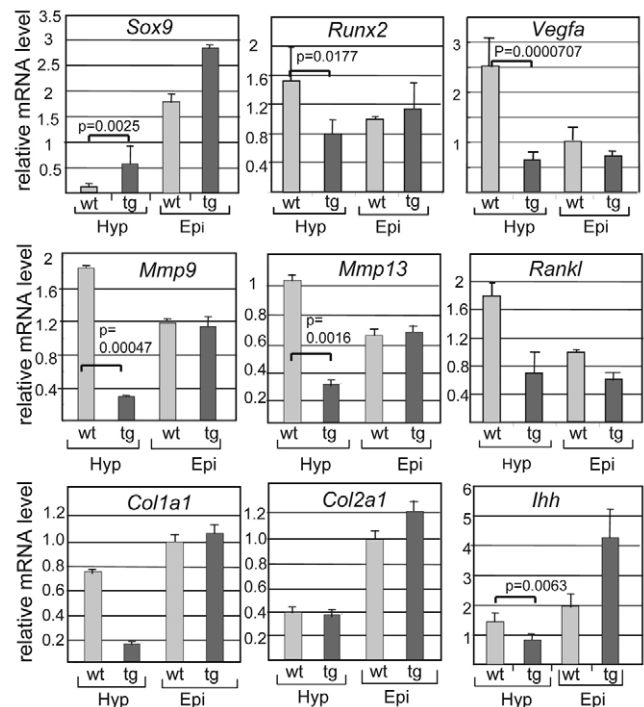 relative mRNA level
Sox9
3
2.5
2
1.5
1
.5
p=0.0025
wt tg wt tg
Hyp Epi
Runx2
2
1.6
1.2
0.8
0.4
p=0.0177
wt tg wt tg
Hyp Epi
Vegfa
3
2
1
P=0.0000707
wt tg wt tg
Hyp Epi
relative mRNA level
Mmp9
2
1.6
1.2
0.8
0.4
p=
0.00047
wt tg wt tg
Hyp Epi
Mmp13
1
0.8
0.6
0.4
0.2
p=
0.0016
wt tg wt tg
Hyp Epi
Rankl
2
1.6
1.2
0.8
0.4
wt tg wt tg
Hyp Epi
relative mRNA level
Col1a1
1.2
1.0
0.8
0.6
0.4
0.2
wt tg wt tg
Hyp Epi
Col2a1
1.2
1.0
0.8
0.6
0.4
0.2
wt tg wt tg
Hyp Epi
Ihh
6
5
4
3
2
1
p=0.0063
wt tg wt tg
Hyp Epi